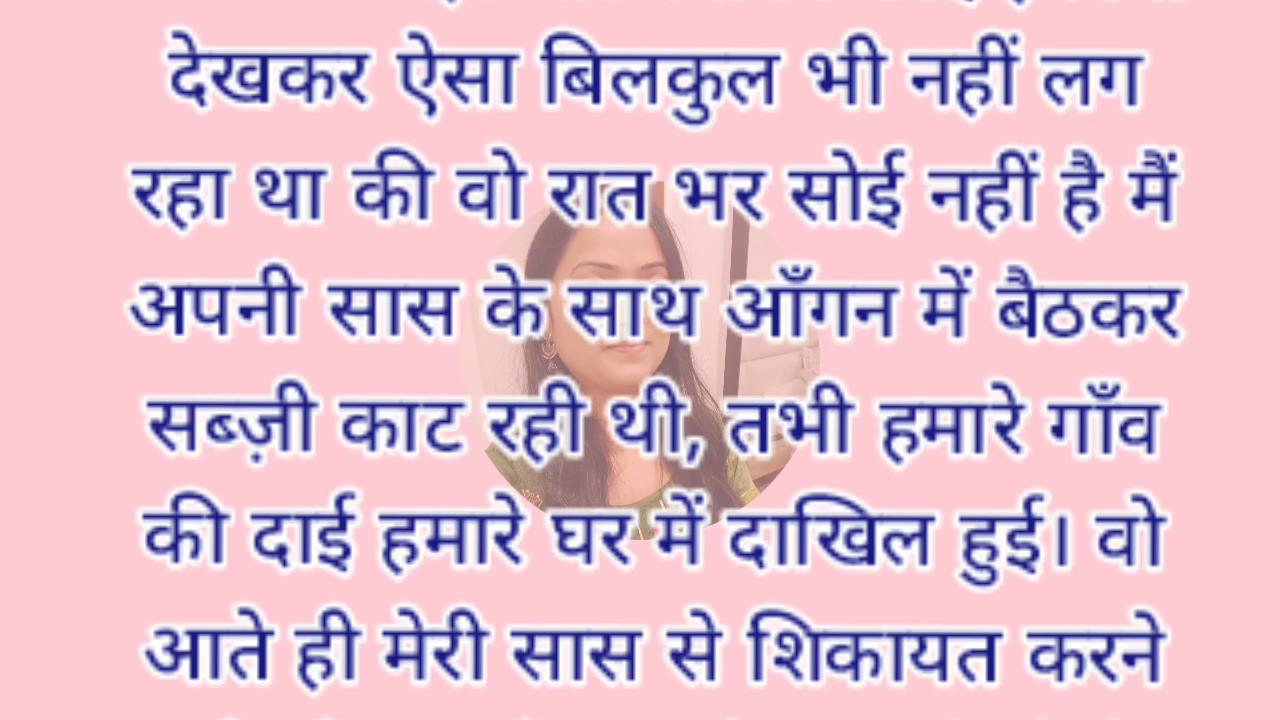 देखकर ऐसा बिलकुल भी नहीं लग
रहा था की वो रात भर सोई नहीं है मैं
अपनी सास के साथ आँगन में बैठकर
सब्ज़ी काट रही थी, तभी हमारे गाँव
की दाई हमारे घर में दाखिल हुई। वो
आते ही मेरी सास से शिकायत करने